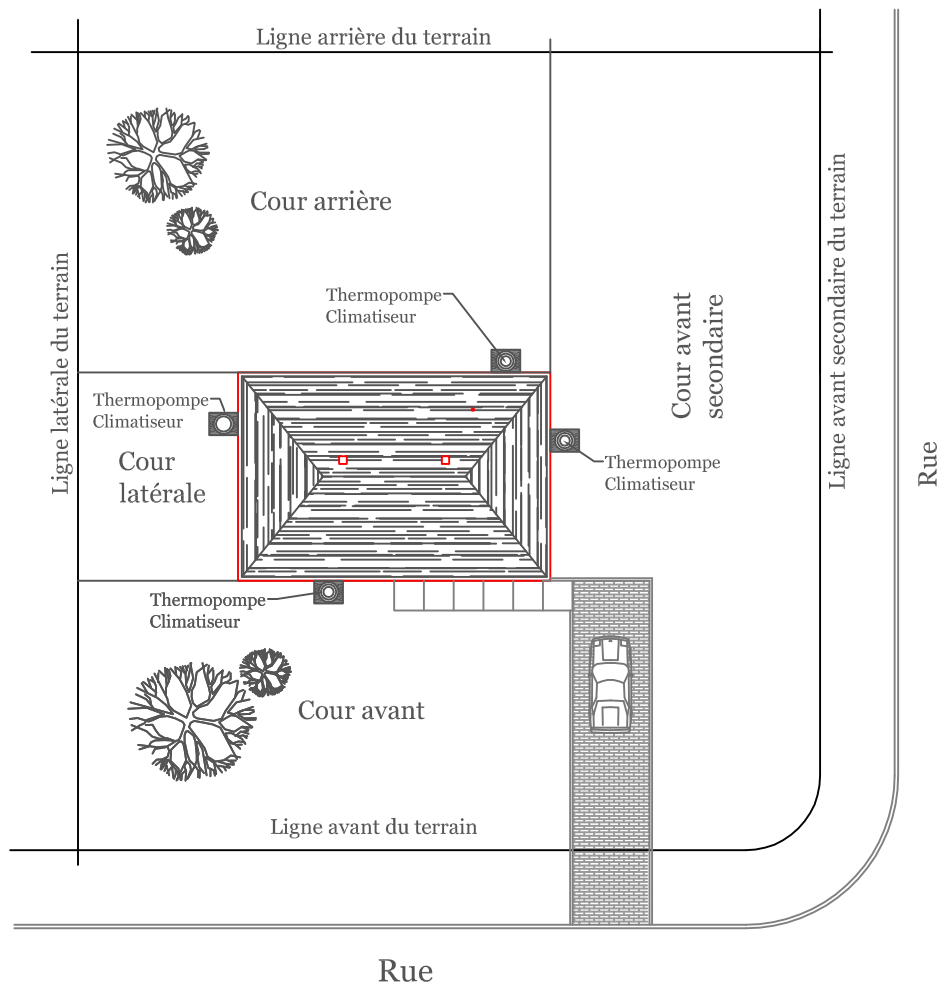 Ligne arrière du terrain
Cour arrière
Ligne latérale du terrain
Ligne avant secondaire du terrain
Thermopompe
Climatiseur
Cour avant
secondaire
Thermopompe
Climatiseur
Cour
latérale
Thermopompe
Climatiseur
Rue
Thermopompe
Climatiseur
Cour avant
Ligne avant du terrain
Rue